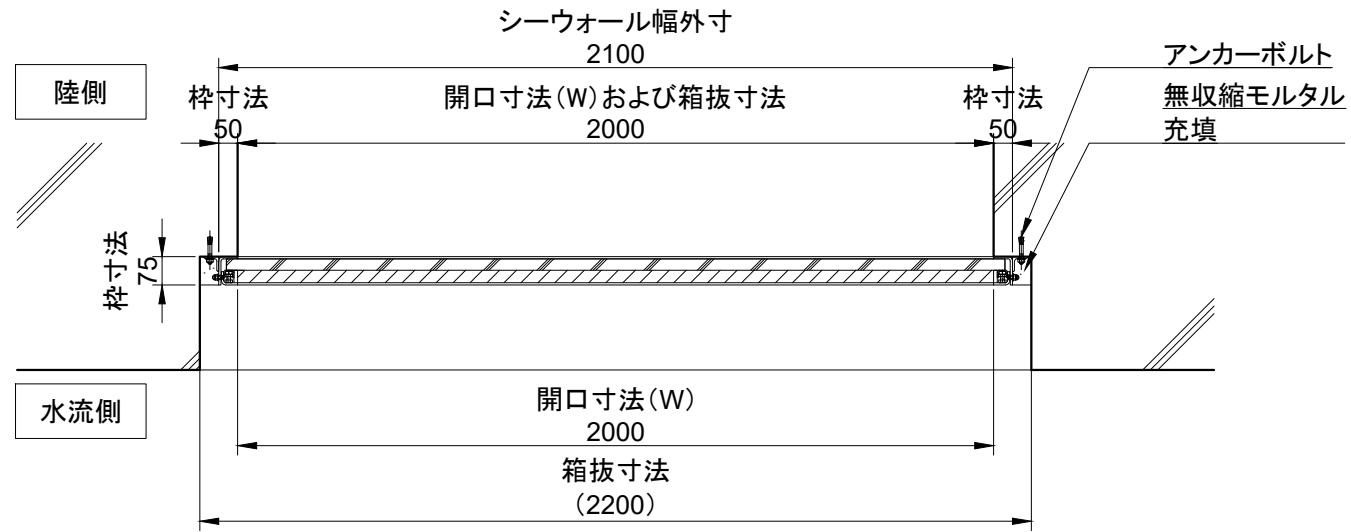 シーウォール幅外寸
2100
アンカーボルト
陸側
枠寸法
開口寸法(W)および箱抜寸法
枠寸法
無収縮モルタル
50
2000
50
充填
枠寸法
75
水流側
開口寸法(W)
2000
箱抜寸法
(2200)